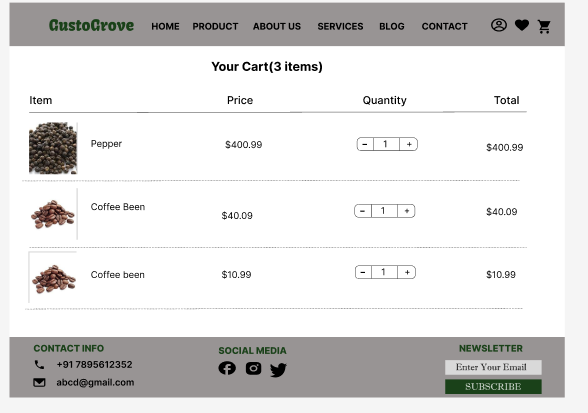 GustoGrove HOME PRODUCT ABOUT US SERVICES BLOG CONTACT
Your Cart(3 items)
Item Price Quantity Total
Pepper $400.99 - 1 + $400.99
Coffee Been $40.09 - 1 + $40.09
Coffee been $10.99 - 1 + $10.99
CONTACT INFO SOCIAL MEDIA NEWSLETTER
+91 7895612352 Enter Your Email
abcd@gmail.com SUBSCRIBE